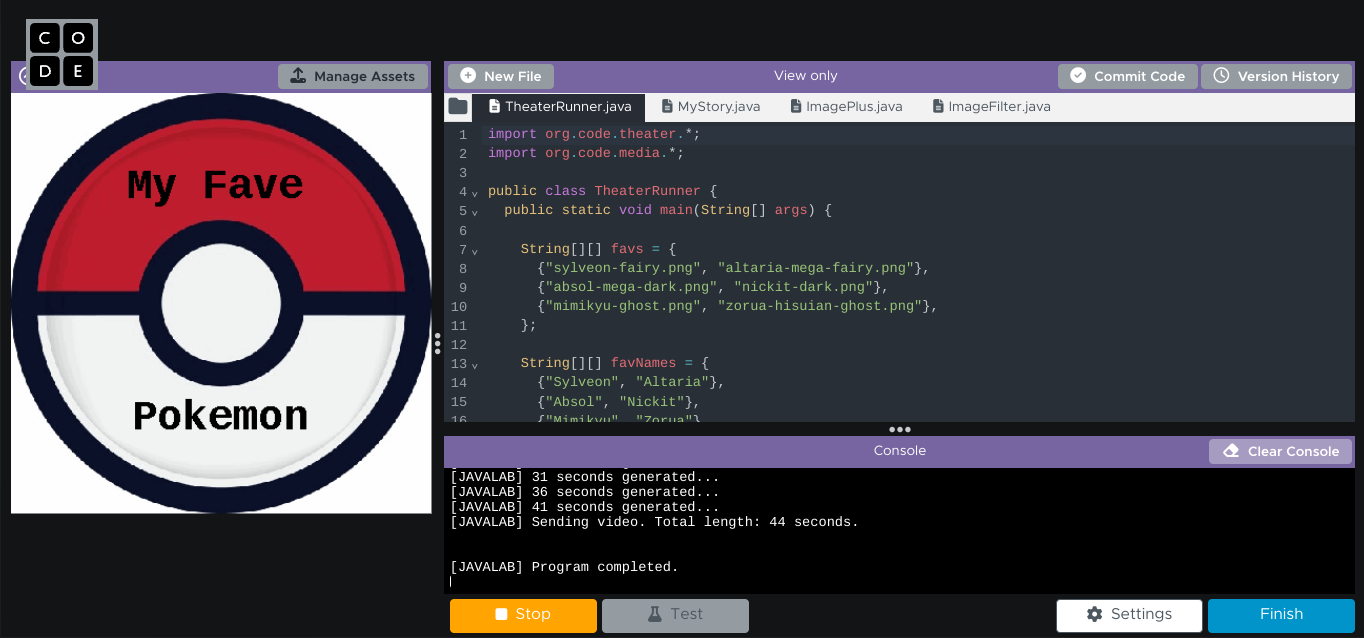 C O
D E
Manage Assets
New File
View only
Commit Code
Version History
TheaterRunner.java
MyStory.java
ImagePlus.java
ImageFilter.java
My Fave
Pokemon
1 import org.code.theater.*;
2 import org.code.media.*;
3
4 public class TheaterRunner {
5 public static void main(String[] args) {
6
7 String[][] favs = {
8 {"sylveon-fairy.png", "altaria-mega-fairy.png"},
9 {"absol-mega-dark.png", "nickit-dark.png"},
10 {"mimikyu-ghost.png", "zorua-hisuian-ghost.png"},
11 };
12
13 String[][] favNames = {
14 {"Sylveon", "Altaria"},
15 {"Absol", "Nickit"},
16 {"Mimikyu", "Zorua"}
Console
Clear Console
[JAVALAB] 31 seconds generated...
[JAVALAB] 36 seconds generated...
[JAVALAB] 41 seconds generated...
[JAVALAB] Sending video. Total length: 44 seconds.
[JAVALAB] Program completed.
Stop
Test
Settings
Finish